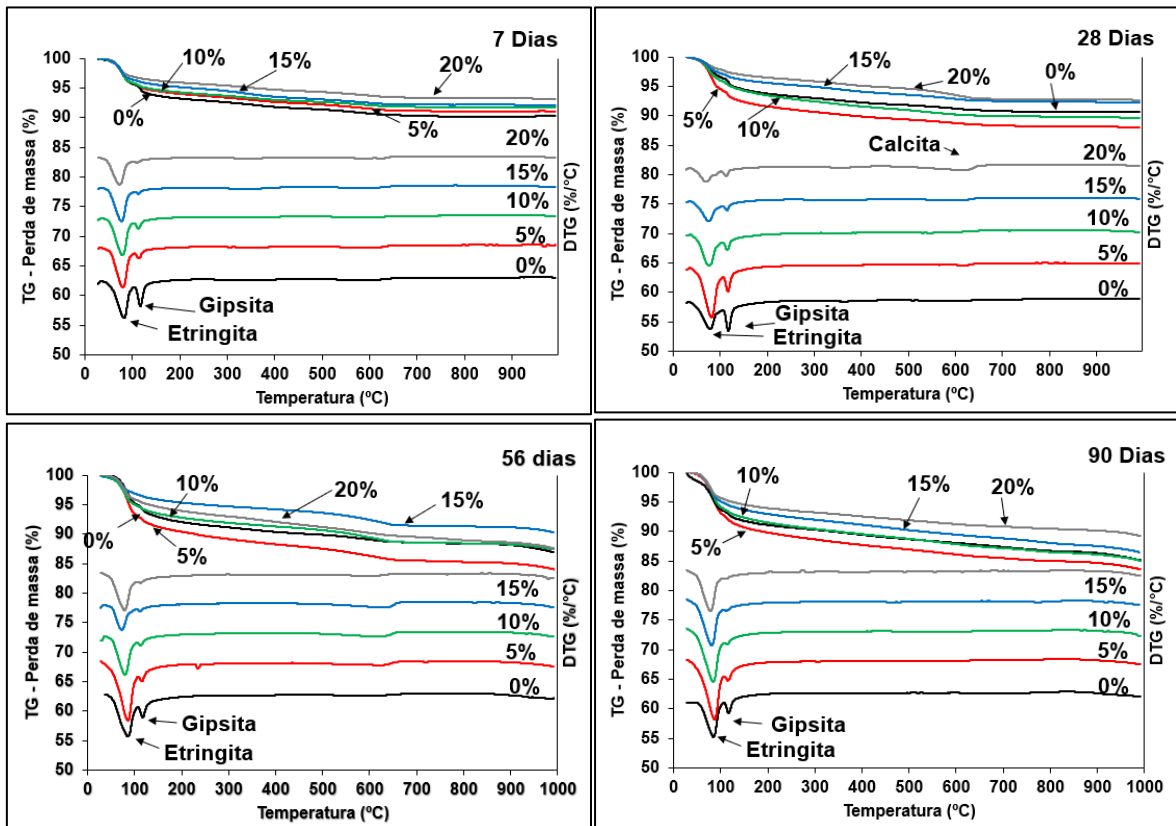 7 Dias
100
95
90
85
80
75
70
65
60
55
50
TG - Perda de massa (%)
10%
15%
20%
0%
5%
20%
15%
10%
5%
0%
Gipsita
Etringita
DTG (%/°C)
0 100 200 300 400 500 600 700 800 900
Temperatura (ºC)
28 Dias
100
95
90
85
80
75
70
65
60
55
50
TG - Perda de massa (%)
15%
20%
0%
5%
10%
Calcita
20%
15%
10%
5%
0%
Gipsita
Etringita
DTG (%/°C)
0 100 200 300 400 500 600 700 800 900
Temperatura (ºC)
56 dias
100
95
90
85
80
75
70
65
60
55
50
TG - Perda de massa (%)
10%
20%
15%
0%
5%
20%
15%
10%
5%
0%
Gipsita
Etringita
DTG (%/°C)
0 100 200 300 400 500 600 700 800 900 1000
Temperatura (ºC)
90 Dias
100
95
90
85
80
75
70
65
60
55
50
TG - Perda de massa (%)
10%
15%
20%
5%
15%
10%
5%
0%
Gipsita
Etringita
DTG (%/°C)
0 100 200 300 400 500 600 700 800 900 1000
Temperatura (ºC)